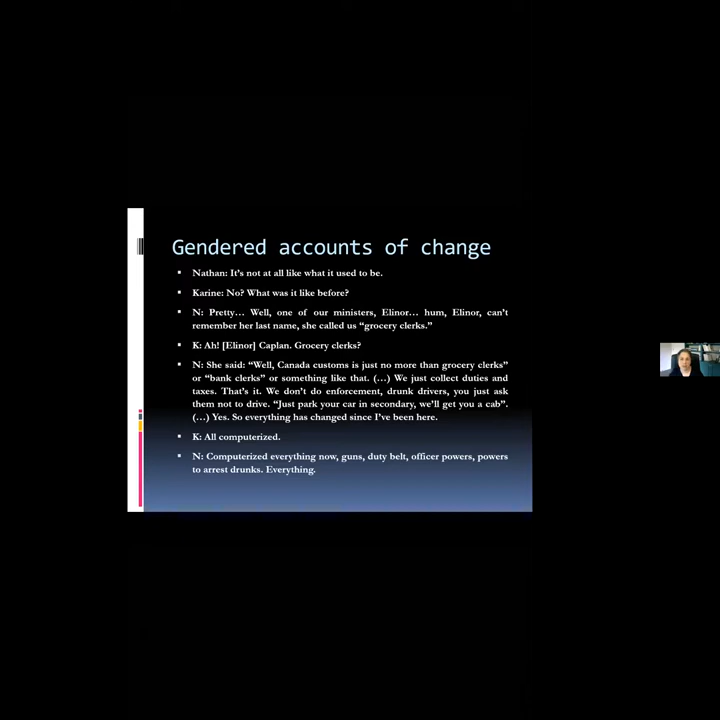 Gendered accounts of change
Nathan: It's not at all like what it used to be.
Karine: No? What was it like before?
N: Pretty... Well, one of our ministers, Elinor... hum, Elinor, can't
remember her last name, she called us “grocery clerks.”
K: Ah! [Elinor] Caplan. Grocery clerks?
N: She said: “Well, Canada customs is just no more than grocery clerks”
or “bank clerks” or something like that. (...) We just collect duties and
taxes. That's it. We don't do enforcement, drunk drivers, you just ask
them not to drive. “Just park your car in secondary, we'll get you a cab”.
(...) Yes. So everything has changed since I've been here.
K: All computerized.
N: Computerized everything now, guns, duty belt, officer powers, powers
to arrest drunks. Everything.